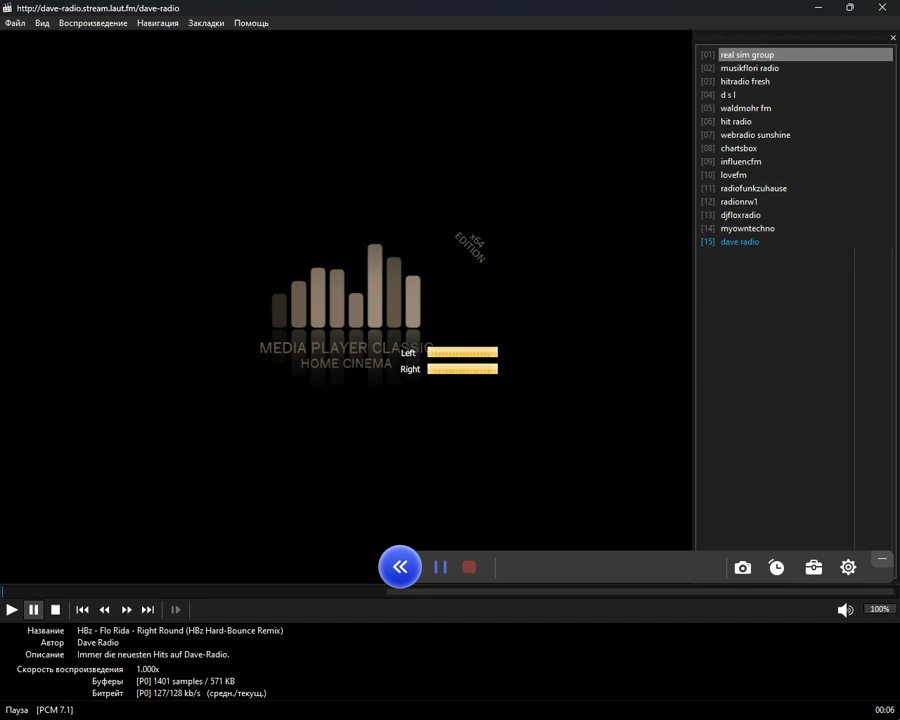 http://dave-radio.stream.laut.fm/dave-radio
Файл Вид Воспроизведение Навигация Закладки Помощь
[01] real sim group
[02] musikflori radio
[03] hitradio fresh
[04] d s l
[05] waldmohr fm
[06] hit radio
[07] webradio sunshine
[08] chartsbox
[09] influencfm
[10] lovefm
[11] radiofunkzuhause
[12] radionrw1
[13] djfloxradio
[14] myowntechno
[15] dave radio
x64
EDITION
MEDIA PLAYER CLASSIC
HOME CINEMA
Left
Right
100%
Название HBz - Flo Rida - Right Round (HBz Hard-Bounce Remix)
Автор Dave Radio
Описание Immer die neuesten Hits auf Dave-Radio.
Скорость воспроизведения 1.000x
Буферы [P0] 1401 samples / 571 KB
Битрейт [P0] 127/128 kb/s (средн./текущ.)
Пауза [PCM 7.1] 00:06